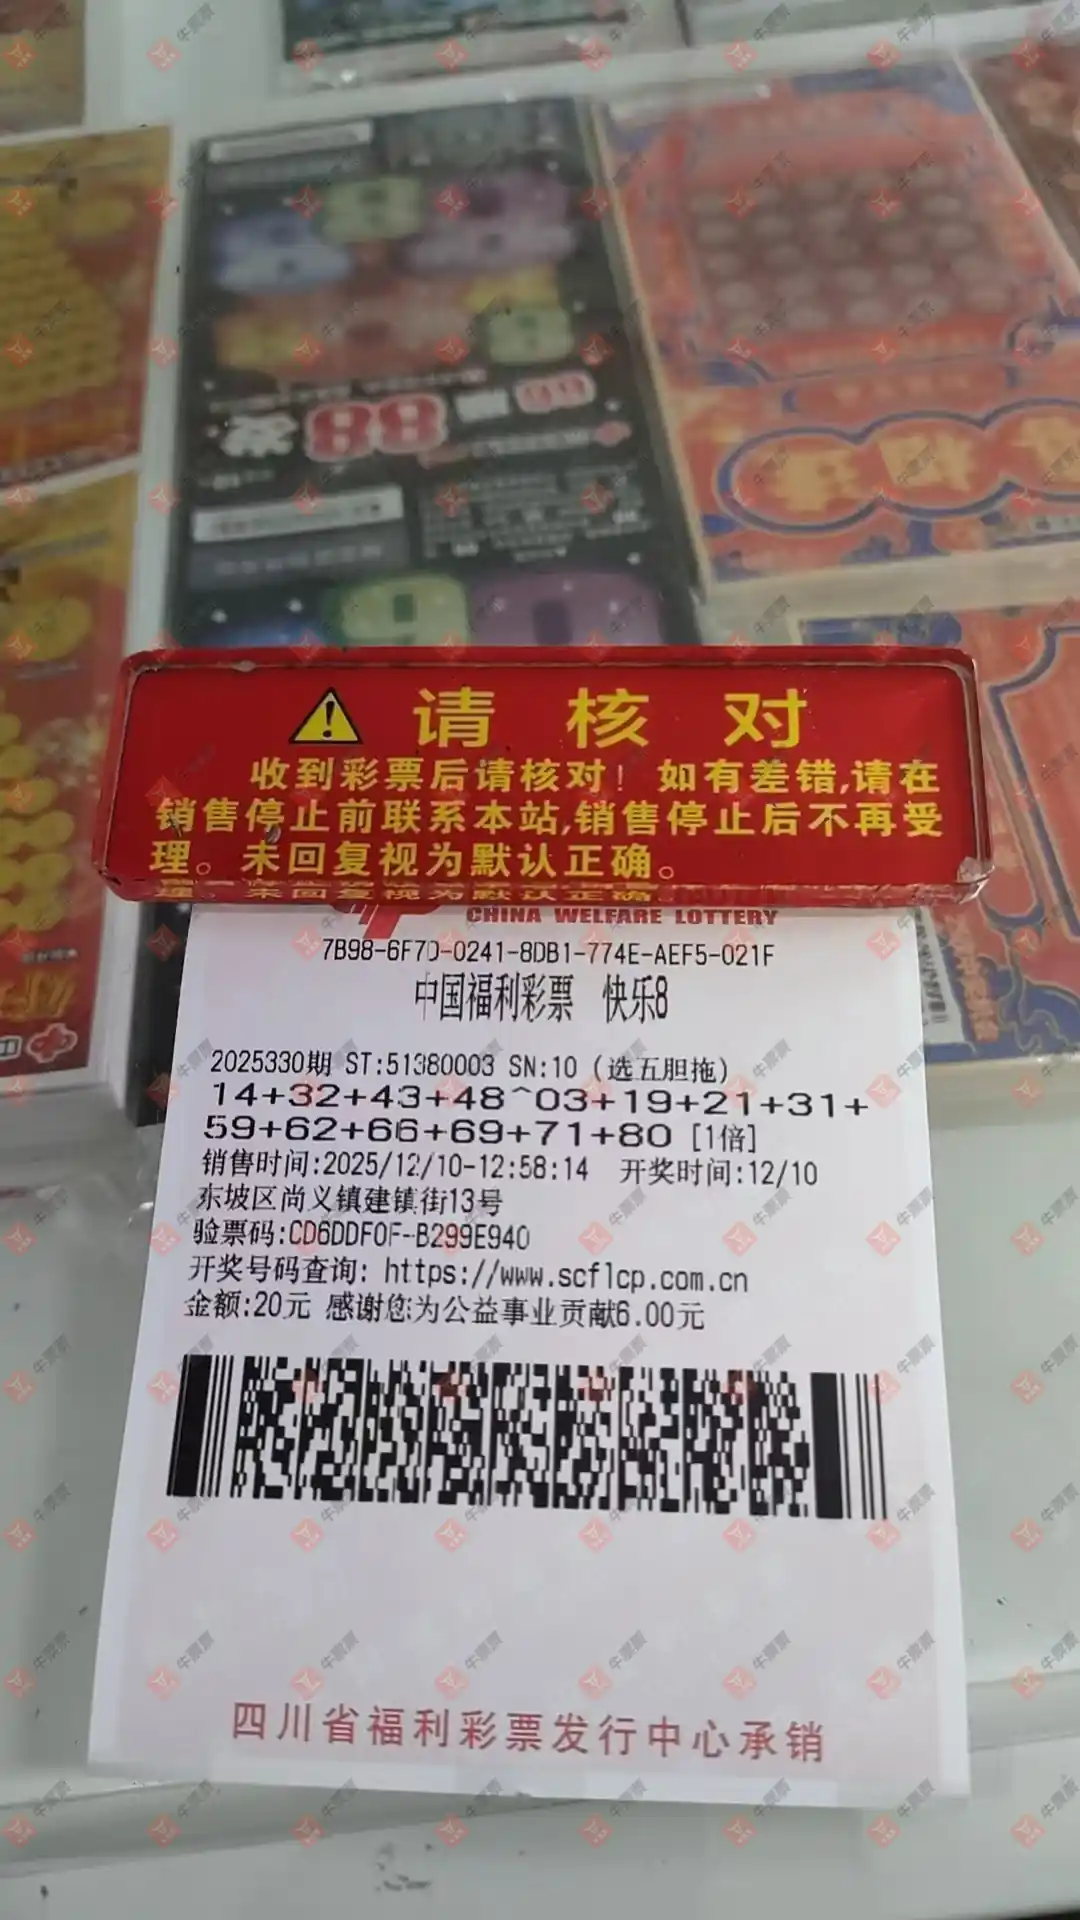 请核对
收到彩票后请核对！如有差错,请在
销售停止前联系本站,销售停止后不再受
理。未回复视为默认正确。
CHINA WELFARE LOTTERY
7B98-6F7D-0241-8DB1-774E-AEF5-021F
中国福利彩票 快乐8
2025330期 ST:51380003 SN:10 (选五胆拖)
14+32+43+48^03+19+21+31+
59+62+66+69+71+80 [1倍]
销售时间:2025/12/10-12:58:14 开奖时间:12/10
东坡区尚义镇建镇街13号
验票码:CD6DDF0F-B299E940
开奖号码查询: https://www.scflcp.com.cn
金额:20元 感谢您为公益事业贡献6.00元
四川省福利彩票发行中心承销
牛票票